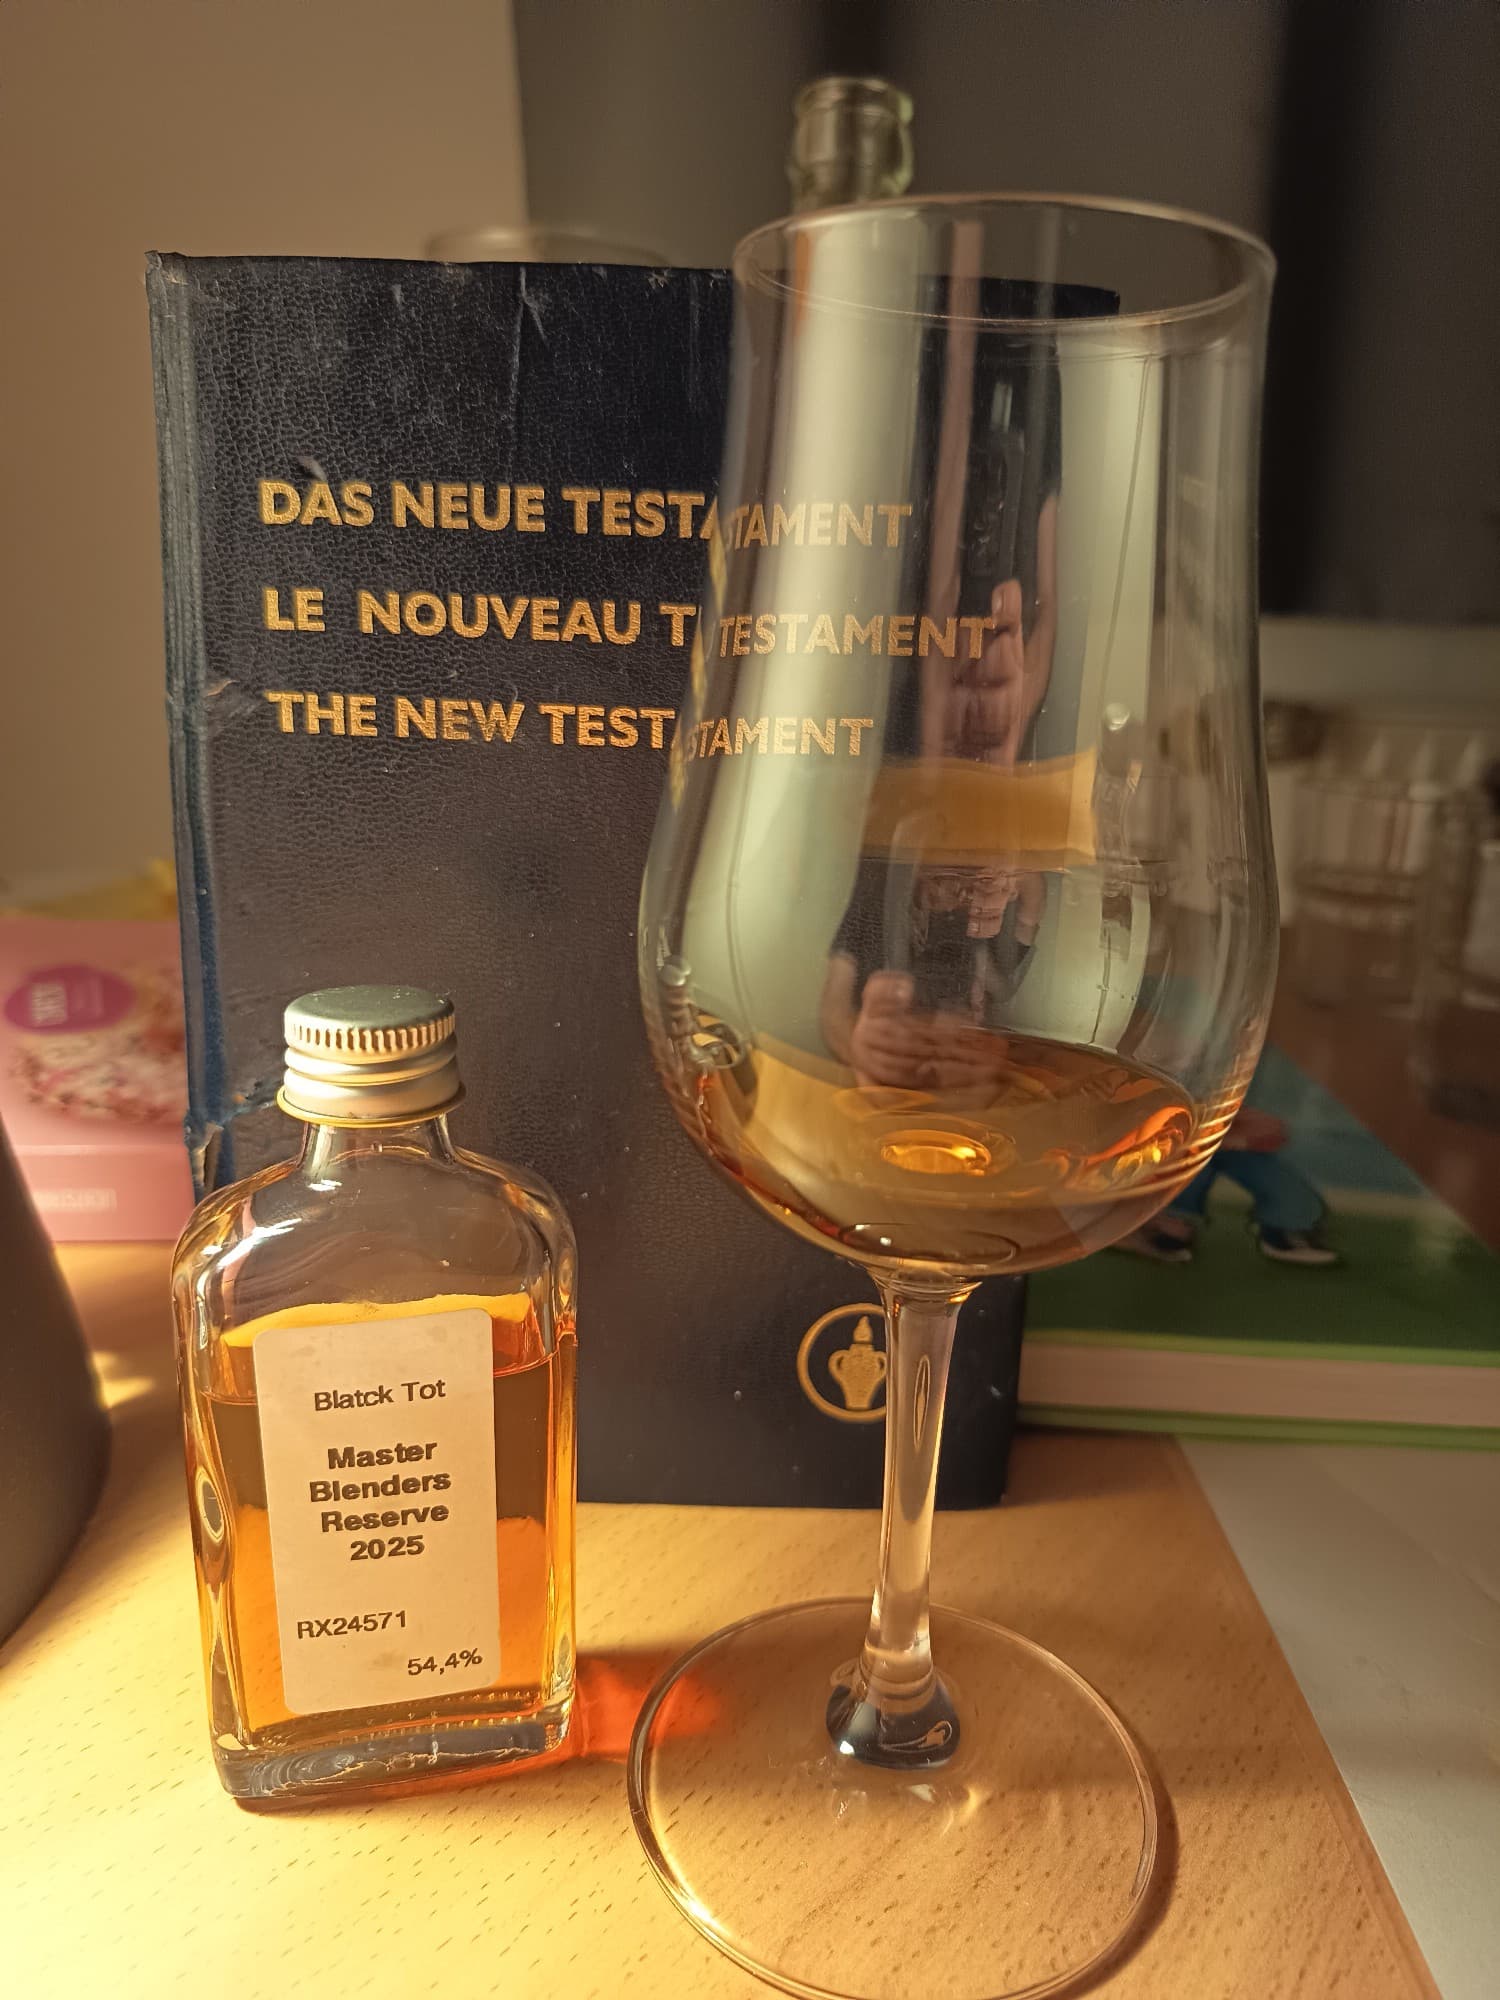 DAS NEUE TESTAMENT
LE NOUVEAU TESTAMENT
THE NEW TESTAMENT
Blatck Tot
Master
Blenders
Reserve
2025
RX24571
54,4%